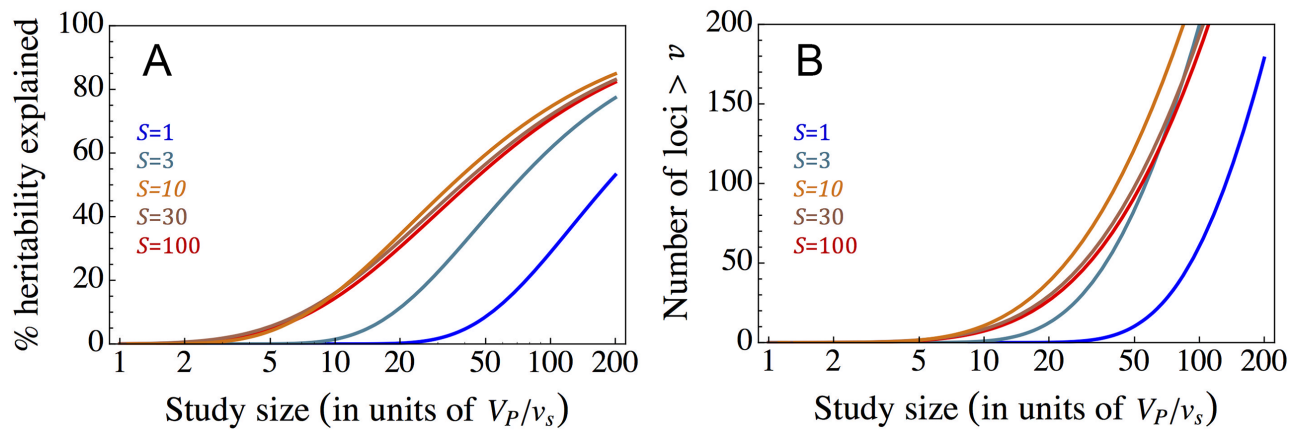 A
% heritability explained
100
80
60
40
20
0
S=1
S=3
S=10
S=30
S=100
1 2 5 10 20 50 100 200
Study size (in units of V_P/v_s)
B
Number of loci > v
200
150
100
50
0
S=1
S=3
S=10
S=30
S=100
1 2 5 10 20 50 100 200
Study size (in units of V_P/v_s)